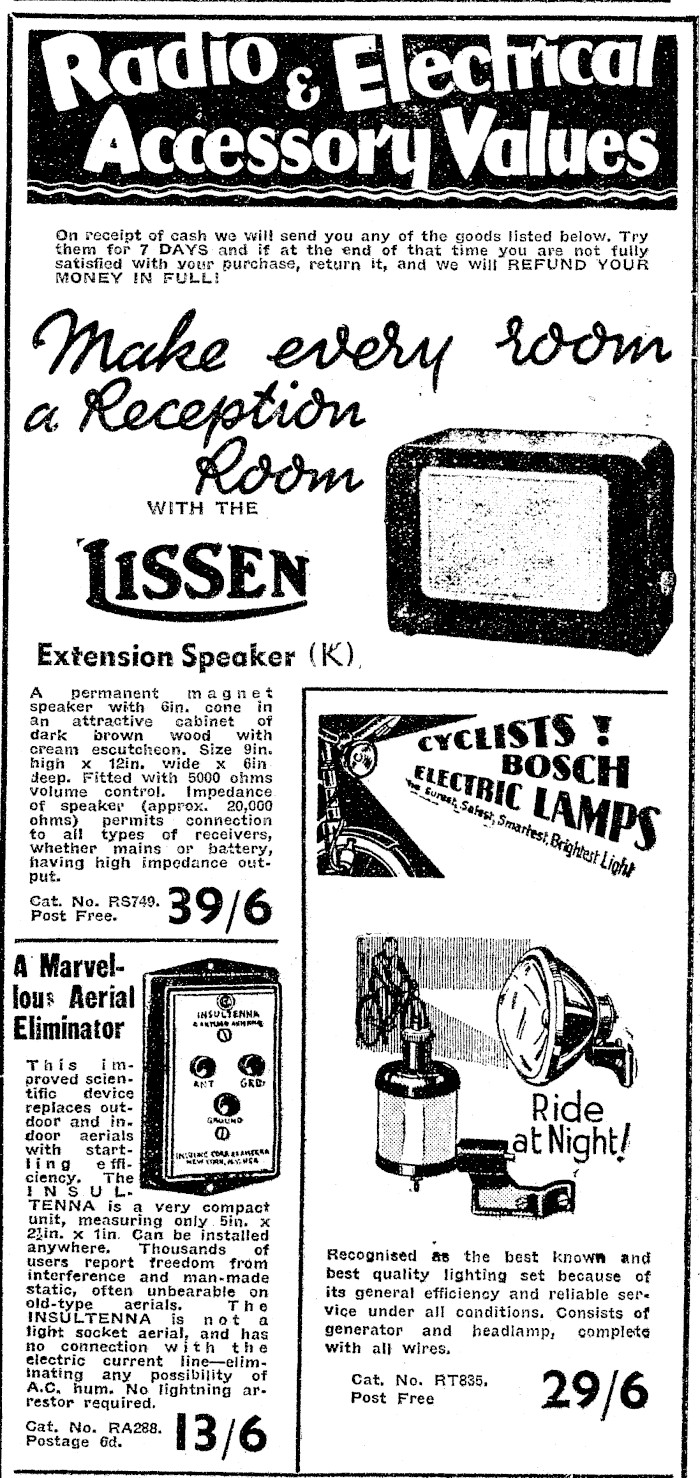 Radio & Electrical
Accessory Values
On receipt of cash we will send you any of the goods listed below. Try
them for 7 DAYS and if at the end of that time you are not fully
satisfied with your purchase, return it, and we will REFUND YOUR
MONEY IN FULL!
Make every room
a Reception
Room
WITH THE
LISSEN
Extension Speaker (K)
A permanent magnet
speaker with 6in. cone in
an attractive cabinet of
dark brown wood with
cream escutcheon. Size 9in.
high x 12in. wide x 6in
deep. Fitted with 5000 ohms
volume control. Impedance
of speaker (approx. 20,000
ohms) permits connection
to all types of receivers,
whether mains or battery,
having high impedance out-
put.
Cat. No. RS749.
Post Free.
39/6
A Marvel-
lous Aerial
Eliminator
This im-
proved scien-
tific device
replaces out-
door and in-
door aerials
with start-
ling effi-
ciency. The
INSUL-
TENNA is a very compact
unit, measuring only 5in. x
2½in. x 1in. Can be installed
anywhere. Thousands of
users report freedom from
interference and man-made
static, often unbearable on
old-type aerials. The
INSULTENNA is not a
light socket aerial, and has
no connection with the
electric current line—elim-
inating any possibility of
A.C. hum. No lightning ar-
restor required.
Cat. No. RA288.
Postage 6d.
13/6
INSULTENNA
ANT GRD
GROUND
NEW YORK, N.Y. USA
CYCLISTS!
BOSCH
ELECTRIC LAMPS
The Surest, Safest, Smartest, Brightest Light
Ride
at Night!
Recognised as the best known and
best quality lighting set because of
its general efficiency and reliable ser-
vice under all conditions. Consists of
generator and headlamp, complete
with all wires.
Cat. No. RT835.
Post Free
29/6